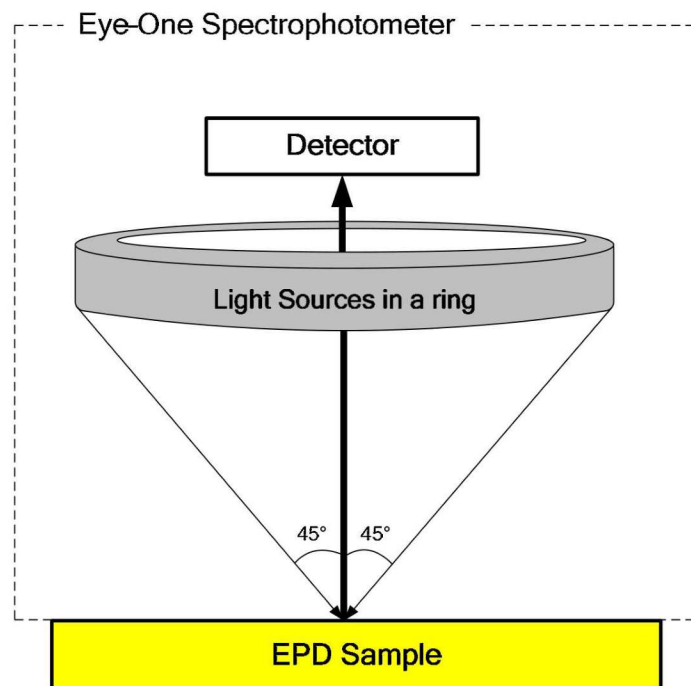 Eye-One Spectrophotometer
Detector
Light Sources in a ring
45° 45°
EPD Sample